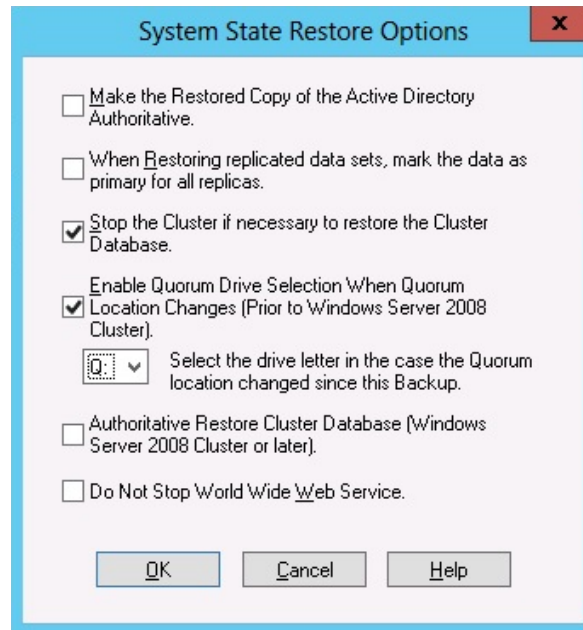 System State Restore Options
x
Make the Restored Copy of the Active Directory
Authoritative.
When Restoring replicated data sets, mark the data as
primary for all replicas.
Stop the Cluster if necessary to restore the Cluster
Database.
Enable Quorum Drive Selection When Quorum
Location Changes (Prior to Windows Server 2008
Cluster).
Q: Select the drive letter in the case the Quorum
location changed since this Backup.
Authoritative Restore Cluster Database (Windows
Server 2008 Cluster or later).
Do Not Stop World Wide Web Service.
OK Cancel Help